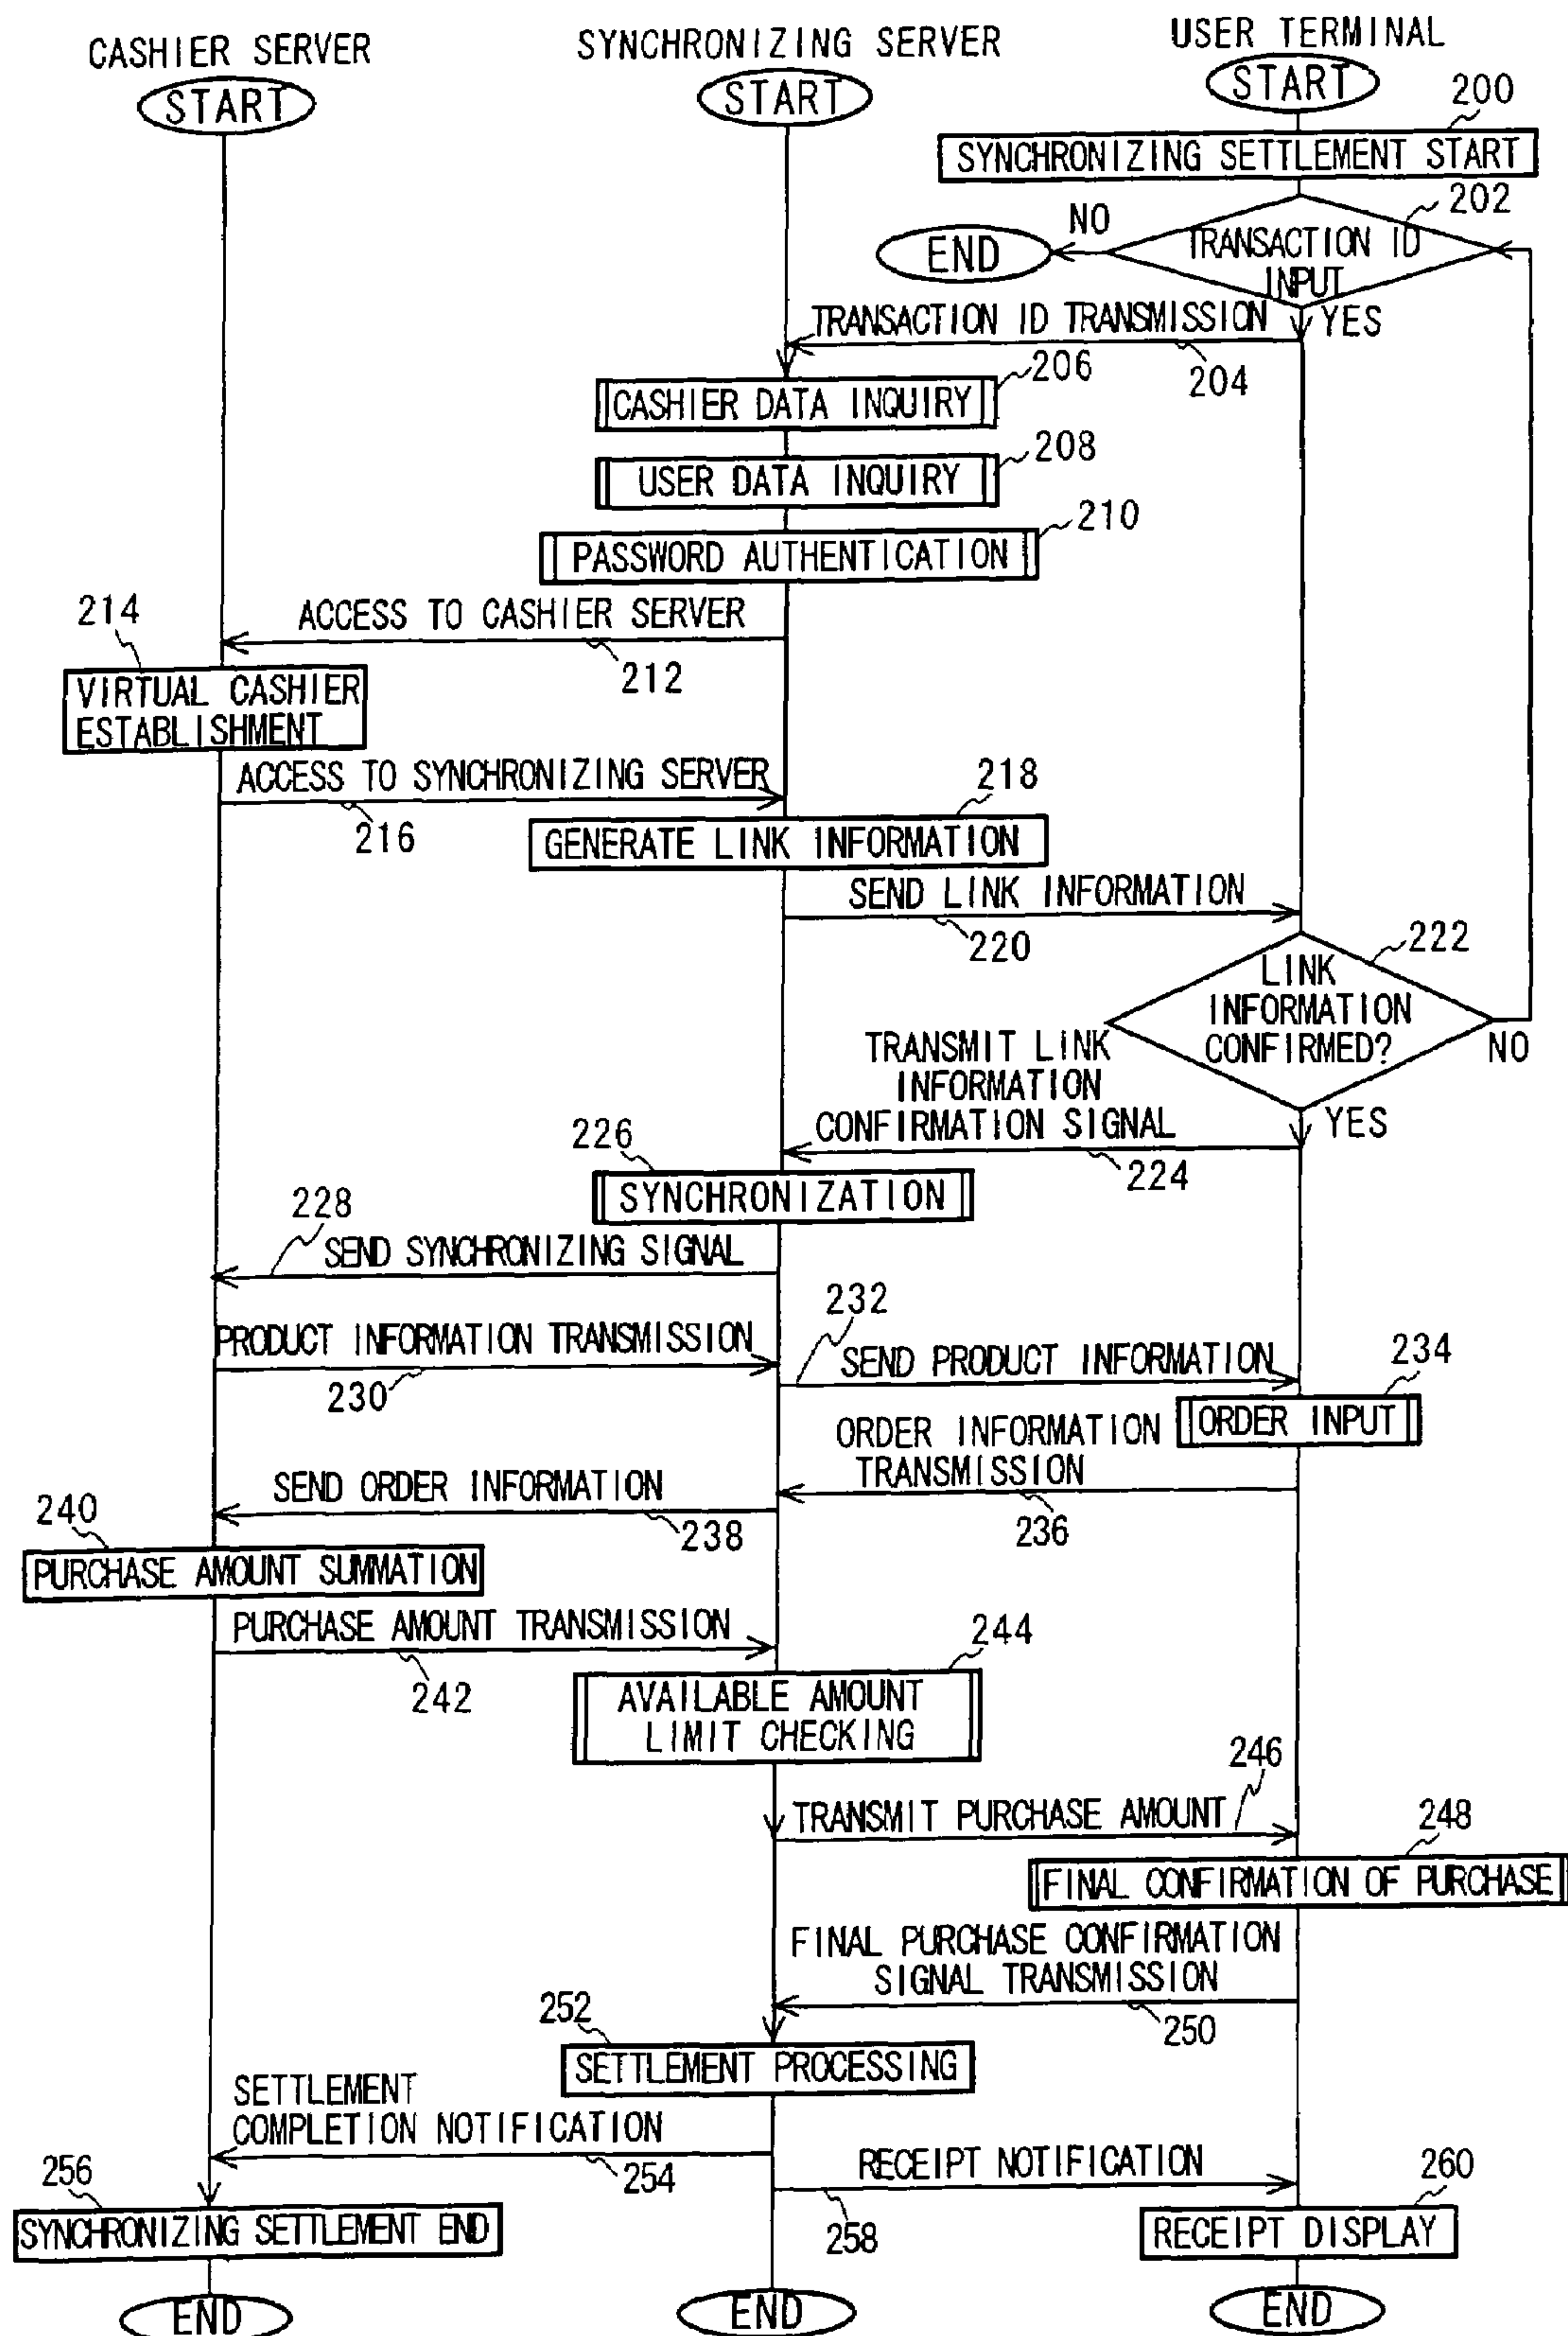 CASHIER SERVER
SYNCHRONIZING SERVER
USER TERMINAL
START
START
START
200
SYNCHRONIZING SETTLEMENT START
202
NO
TRANSACTION ID
INPUT
END
TRANSACTION ID TRANSMISSION
YES
204
206
CASHIER DATA INQUIRY
208
USER DATA INQUIRY
210
PASSWORD AUTHENTICATION
ACCESS TO CASHIER SERVER
212
214
VIRTUAL CASHIER
ESTABLISHMENT
ACCESS TO SYNCHRONIZING SERVER
216
218
GENERATE LINK INFORMATION
SEND LINK INFORMATION
220
222
LINK
INFORMATION
CONFIRMED?
NO
TRANSMIT LINK
INFORMATION
CONFIRMATION SIGNAL
YES
224
226
SYNCHRONIZATION
228
SEND SYNCHRONIZING SIGNAL
PRODUCT INFORMATION TRANSMISSION
230
232
SEND PRODUCT INFORMATION
234
ORDER INPUT
ORDER INFORMATION
TRANSMISSION
236
SEND ORDER INFORMATION
238
240
PURCHASE AMOUNT SUMMATION
PURCHASE AMOUNT TRANSMISSION
242
244
AVAILABLE AMOUNT
LIMIT CHECKING
246
TRANSMIT PURCHASE AMOUNT
248
FINAL CONFIRMATION OF PURCHASE
FINAL PURCHASE CONFIRMATION
SIGNAL TRANSMISSION
250
252
SETTLEMENT PROCESSING
SETTLEMENT
COMPLETION NOTIFICATION
254
256
SYNCHRONIZING SETTLEMENT END
RECEIPT NOTIFICATION
258
260
RECEIPT DISPLAY
END
END
END